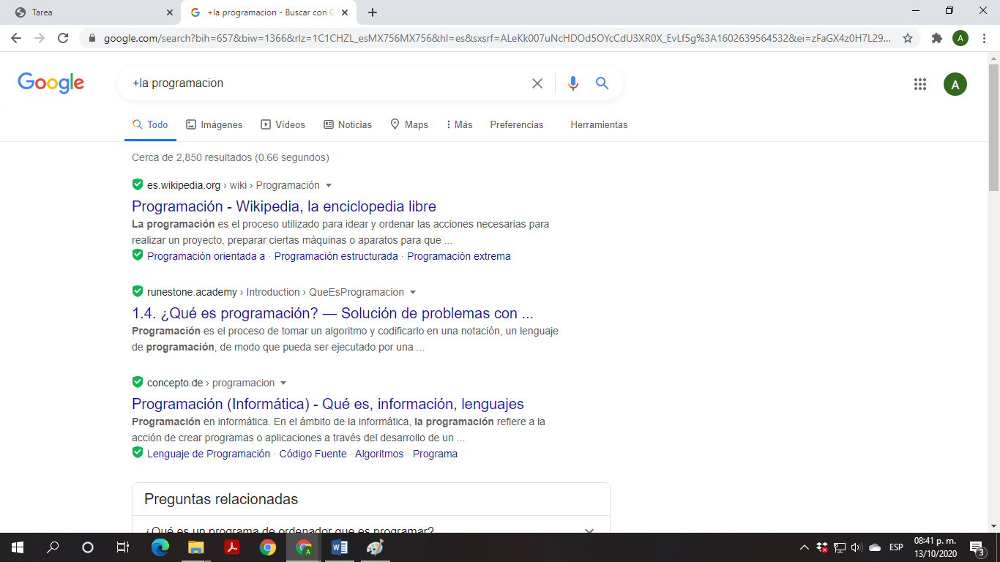 Tarea
+la programacion - Buscar con G
google.com/search?bih=657&biw=1366&rlz=1C1CHZL_esMX756MX756&hl=es&sxsrf=ALeKk007uNcHDOd5OYcCdU3XR0X_EvLf5g%3A1602639564532&ei=zFaGX4z0H7L29...
A
Google
+la programacion
A
Todo
Imágenes
Vídeos
Noticias
Maps
Más
Preferencias
Herramientas
Cerca de 2,850 resultados (0.66 segundos)
es.wikipedia.org › wiki › Programación
Programación - Wikipedia, la enciclopedia libre
La programación es el proceso utilizado para idear y ordenar las acciones necesarias para
realizar un proyecto, preparar ciertas máquinas o aparatos para que ...
Programación orientada a · Programación estructurada · Programación extrema
runestone.academy › Introduction › QueEsProgramacion
1.4. ¿Qué es programación? — Solución de problemas con ...
Programación es el proceso de tomar un algoritmo y codificarlo en una notación, un lenguaje
de programación, de modo que pueda ser ejecutado por una ...
concepto.de › programacion
Programación (Informática) - Qué es, información, lenguajes
Programación en informática. En el ámbito de la informática, la programación refiere a la
acción de crear programas o aplicaciones a través del desarrollo de un ...
Lenguaje de Programación · Código Fuente · Algoritmos · Programa
Preguntas relacionadas
¿Qué es un programa de ordenador que es programar?
A
W
ESP
08:41 p. m.
13/10/2020
3